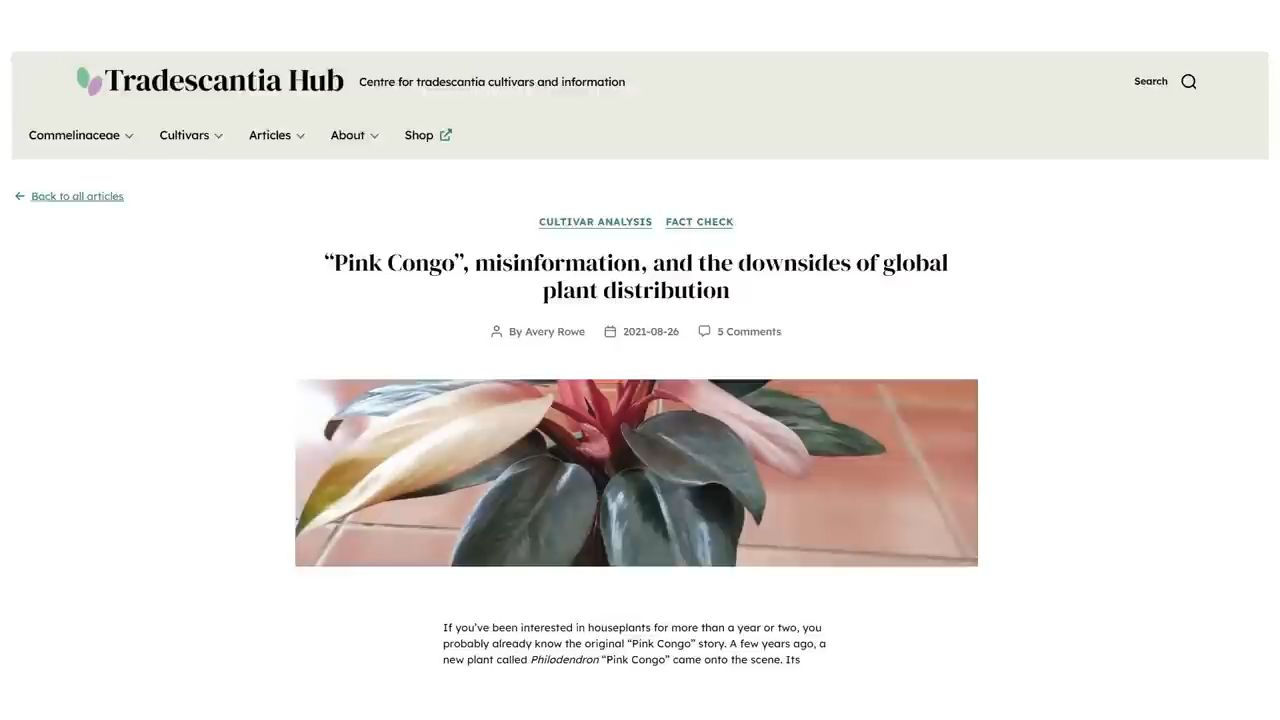 Tradescantia Hub Centre for tradescantia cultivars and information Search
Commelinaceae Cultivars Articles About Shop
Back to all articles
CULTIVAR ANALYSIS FACT CHECK
“Pink Congo”, misinformation, and the downsides of global
plant distribution
By Avery Rowe 2021-08-26 5 Comments
If you’ve been interested in houseplants for more than a year or two, you
probably already know the original “Pink Congo” story. A few years ago, a
new plant called Philodendron “Pink Congo” came onto the scene. Its